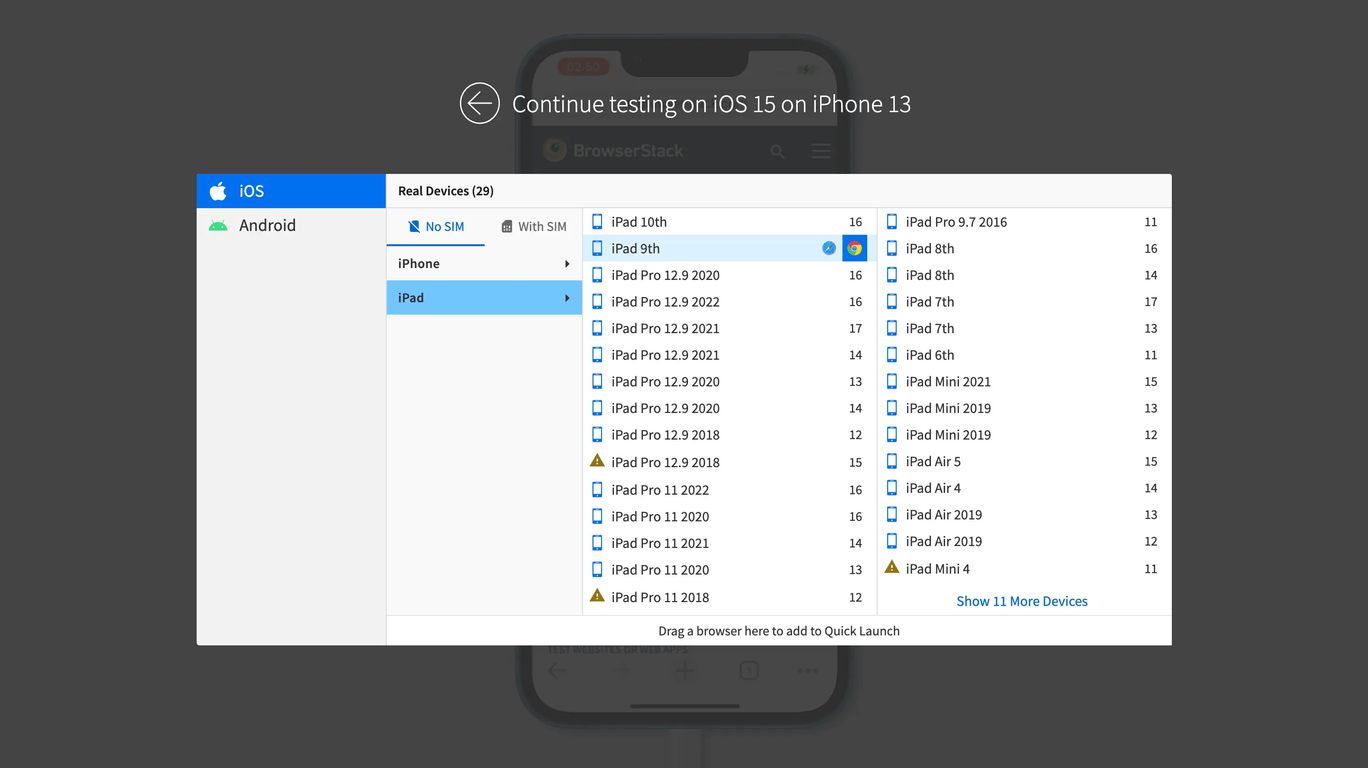 02:50
Continue testing on iOS 15 on iPhone 13
BrowserStack
iOS
Android
Real Devices (29)
No SIM
With SIM
iPhone
iPad
iPad 10th 16
iPad 9th
iPad Pro 12.9 2020 16
iPad Pro 12.9 2022 16
iPad Pro 12.9 2021 17
iPad Pro 12.9 2021 14
iPad Pro 12.9 2020 13
iPad Pro 12.9 2020 14
iPad Pro 12.9 2018 12
iPad Pro 12.9 2018 15
iPad Pro 11 2022 16
iPad Pro 11 2020 16
iPad Pro 11 2021 14
iPad Pro 11 2020 13
iPad Pro 11 2018 12
iPad Pro 9.7 2016 11
iPad 8th 16
iPad 8th 14
iPad 7th 17
iPad 7th 13
iPad 6th 11
iPad Mini 2021 15
iPad Mini 2019 13
iPad Mini 2019 12
iPad Air 5 15
iPad Air 4 14
iPad Air 2019 13
iPad Air 2019 12
iPad Mini 4 11
Show 11 More Devices
Drag a browser here to add to Quick Launch
TEST WEBSITES OR WEB APPS